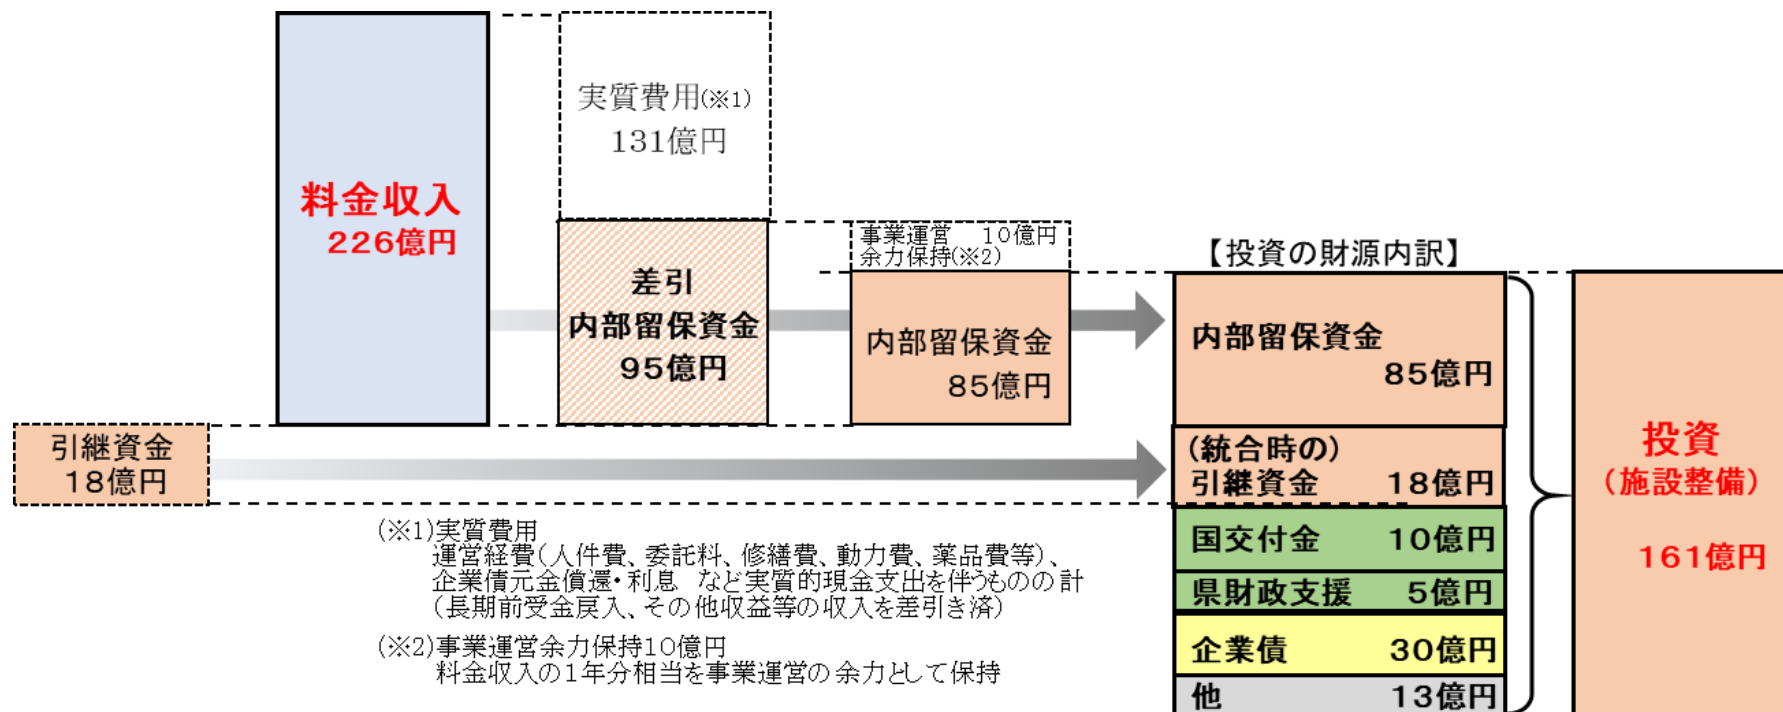 料金収入
226億円
実質費用(※1)
131億円
差引
内部留保資金
95億円
事業運営 10億円
余力保持(※2)
内部留保資金
85億円
引継資金
18億円
【投資の財源内訳】
内部留保資金
85億円
(統合時の)
引継資金 18億円
国交付金 10億円
県財政支援 5億円
企業債 30億円
他 13億円
投資
(施設整備)
161億円
(※1)実質費用
運営経費(人件費、委託料、修繕費、動力費、薬品費等)、
企業債元金償還・利息 など実質的現金支出を伴うものの計
(長期前受金戻入、その他収益等の収入を差引き済)
(※2)事業運営余力保持10億円
料金収入の1年分相当を事業運営の余力として保持